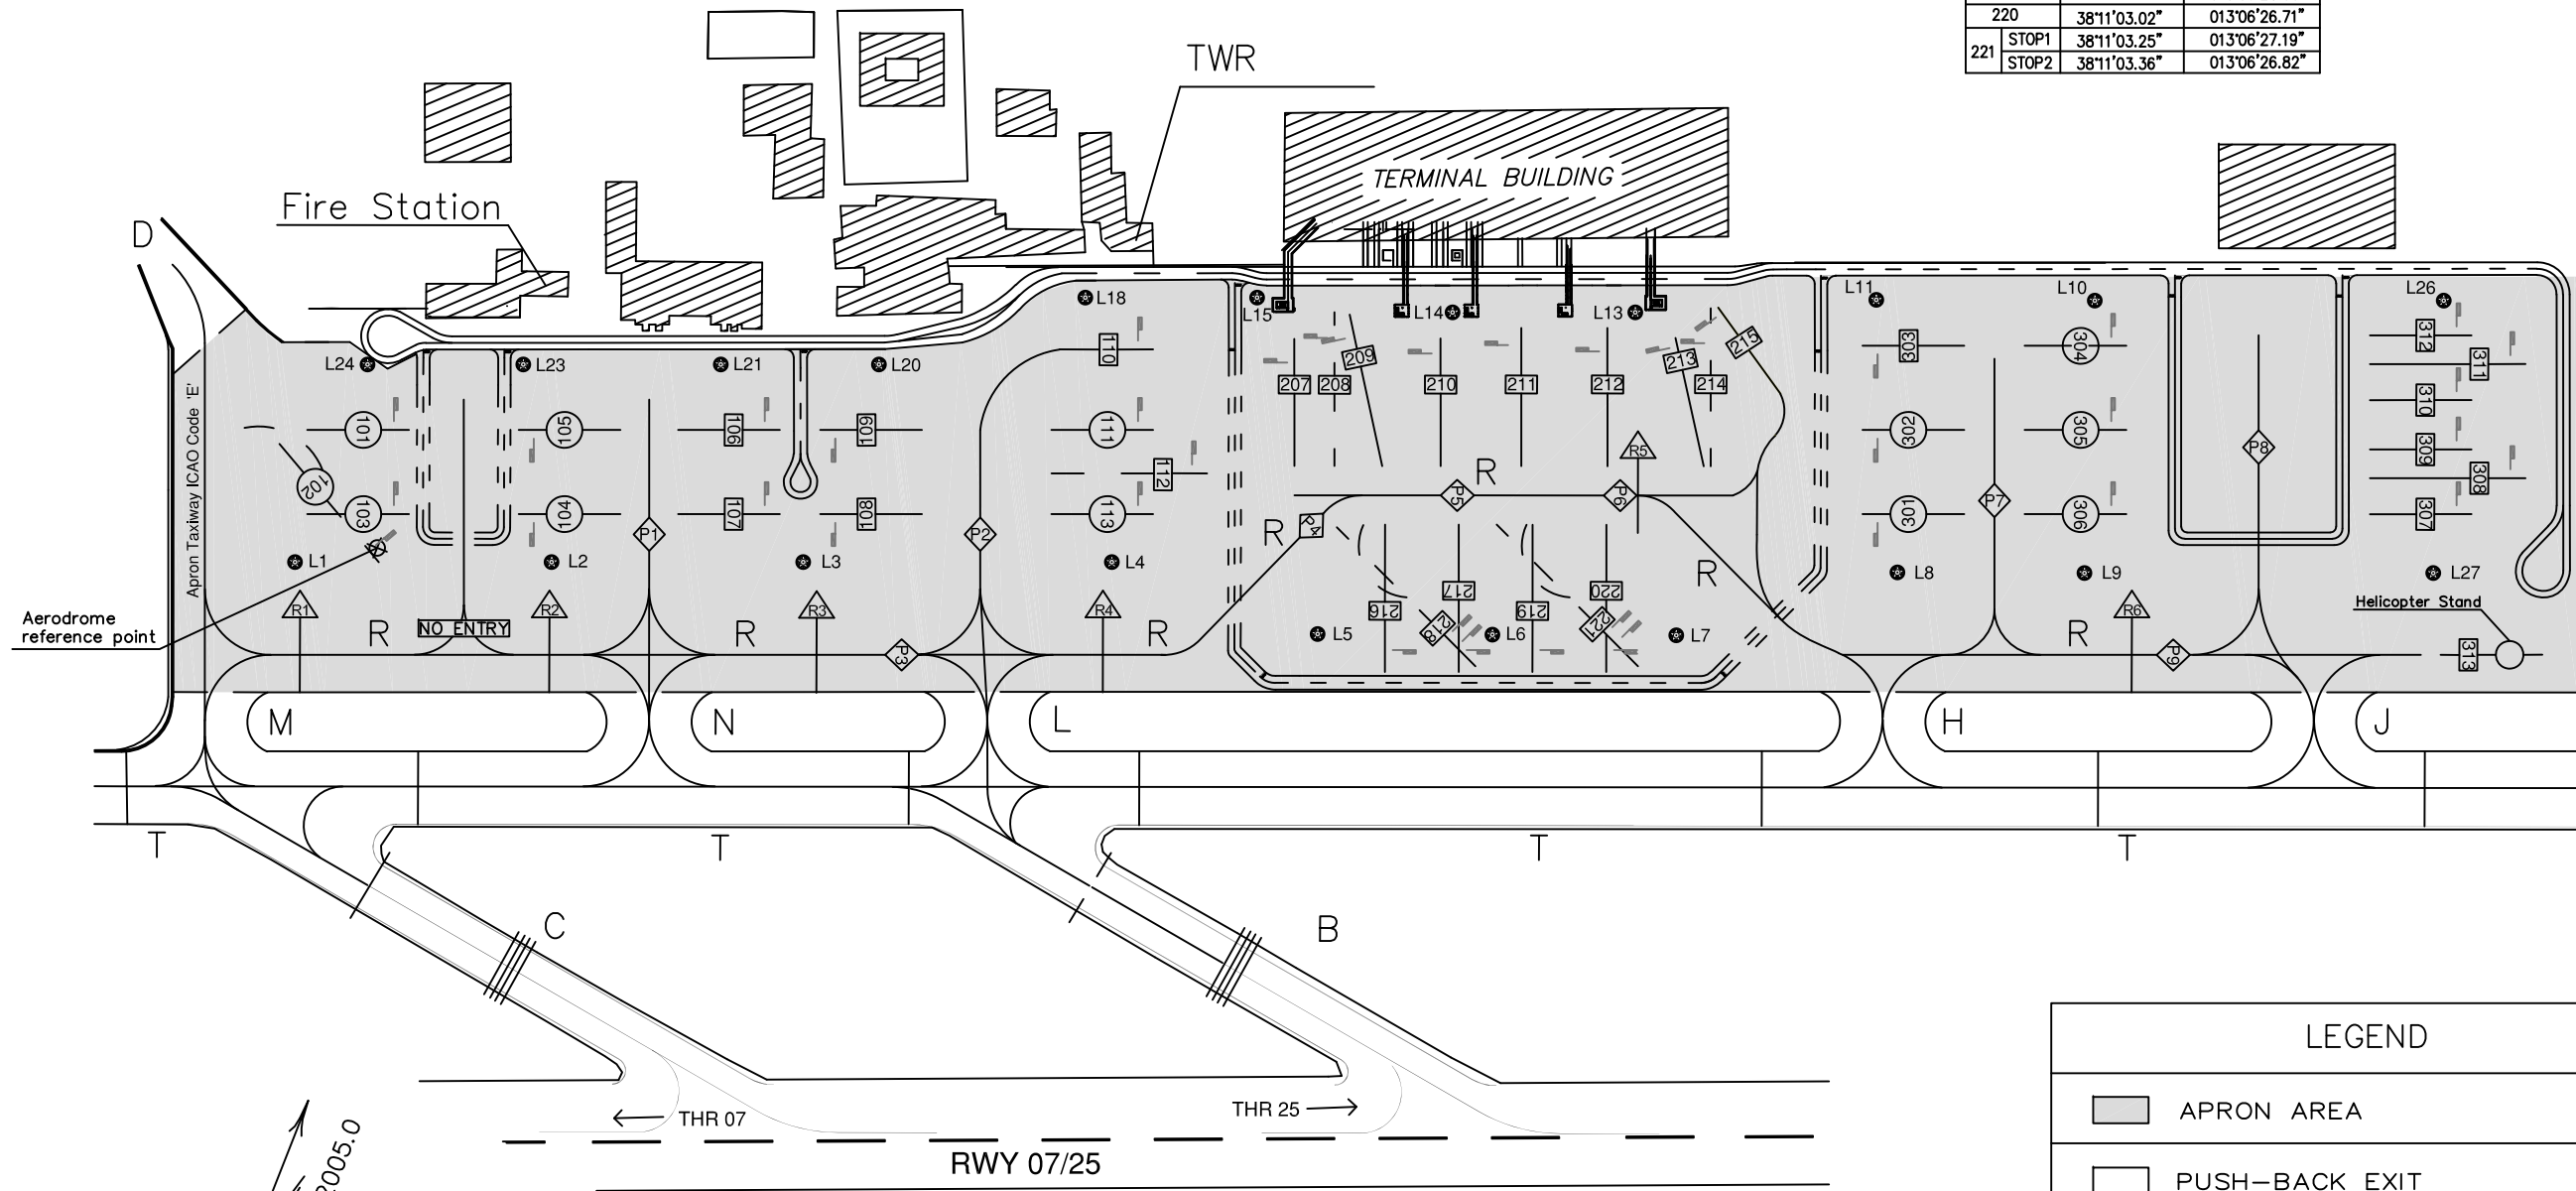 220 38°11'03.02" 013°06'26.71"
221 STOP1 38°11'03.25" 013°06'27.19"
STOP2 38°11'03.36" 013°06'26.82"
TWR
TERMINAL BUILDING
Fire Station
D
L18
L15
L14
L13
L11
L10
L26
L24
L23
L21
L20
110
303
304
312
311
209
213
215
207
208
210
211
212
214
310
101
105
106
109
111
302
305
309
P8
R5
102
112
308
103
104
107
108
113
R
P5
P6
301
P7
306
307
P1
P2
R
P4
L1
L2
L3
L4
R
L8
L9
L27
Apron Taxiway ICAO Code 'E'
217
220
216
219
218
221
Helicopter Stand
R1
R2
R3
R4
R6
Aerodrome
reference point
R
NO ENTRY
R
R
L5
L6
L7
R
P3
P9
313
M
N
L
H
J
T
T
T
T
C
B
LEGEND
APRON AREA
PUSH-BACK EXIT
THR 07
THR 25
RWY 07/25
2005.0